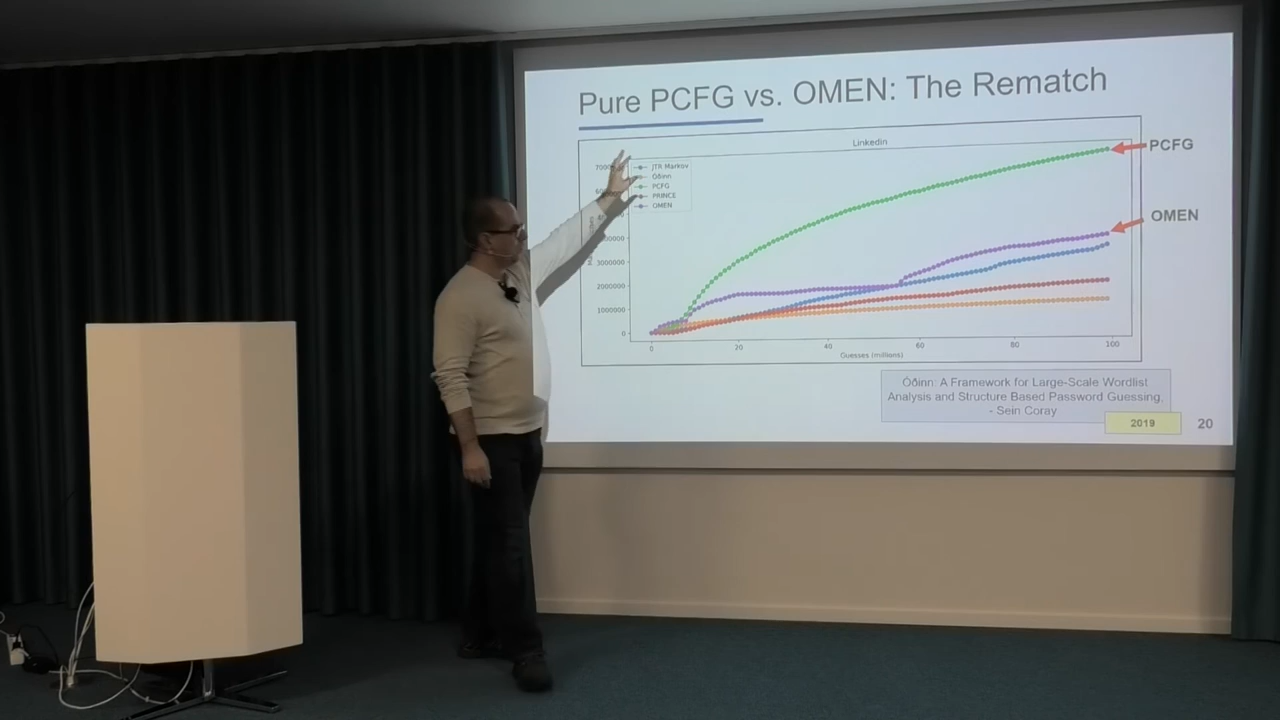 Pure PCFG vs. OMEN: The Rematch
Linkedin
JTR Markov
Óðinn
PCFG
PRINCE
OMEN
PCFG
OMEN
3000000
2000000
1000000
0
0 20 40 60 80 100
Guesses (millions)
Óðinn: A Framework for Large-Scale Wordlist
Analysis and Structure Based Password Guessing,
- Sein Coray
2019
20